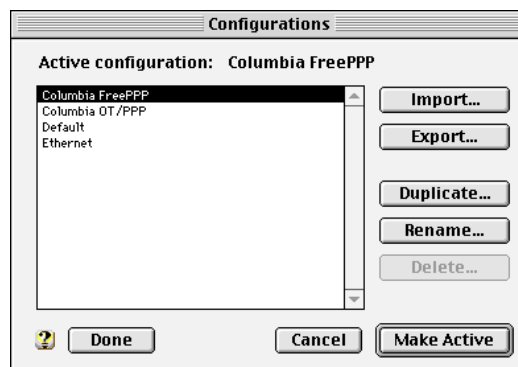 Configurations
Active configuration: Columbia FreePPP
Columbia FreePPP
Columbia OT/PPP
Default
Ethernet
Import...
Export...
Duplicate...
Rename...
Delete...
Done
Cancel
Make Active